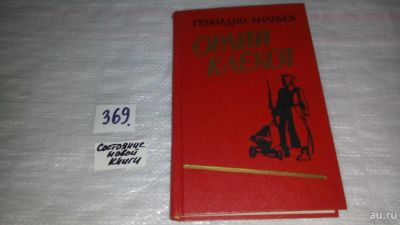 ГЕННАДИЙ АНАНЬЕВ
ОРЛИЙ
КЛЕКОТ
369
Состояние
новой
книги
au.ru